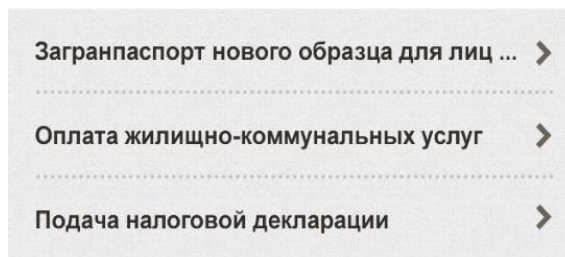 Загранпаспорт нового образца для лиц ...
Оплата жилищно-коммунальных услуг
Подача налоговой декларации